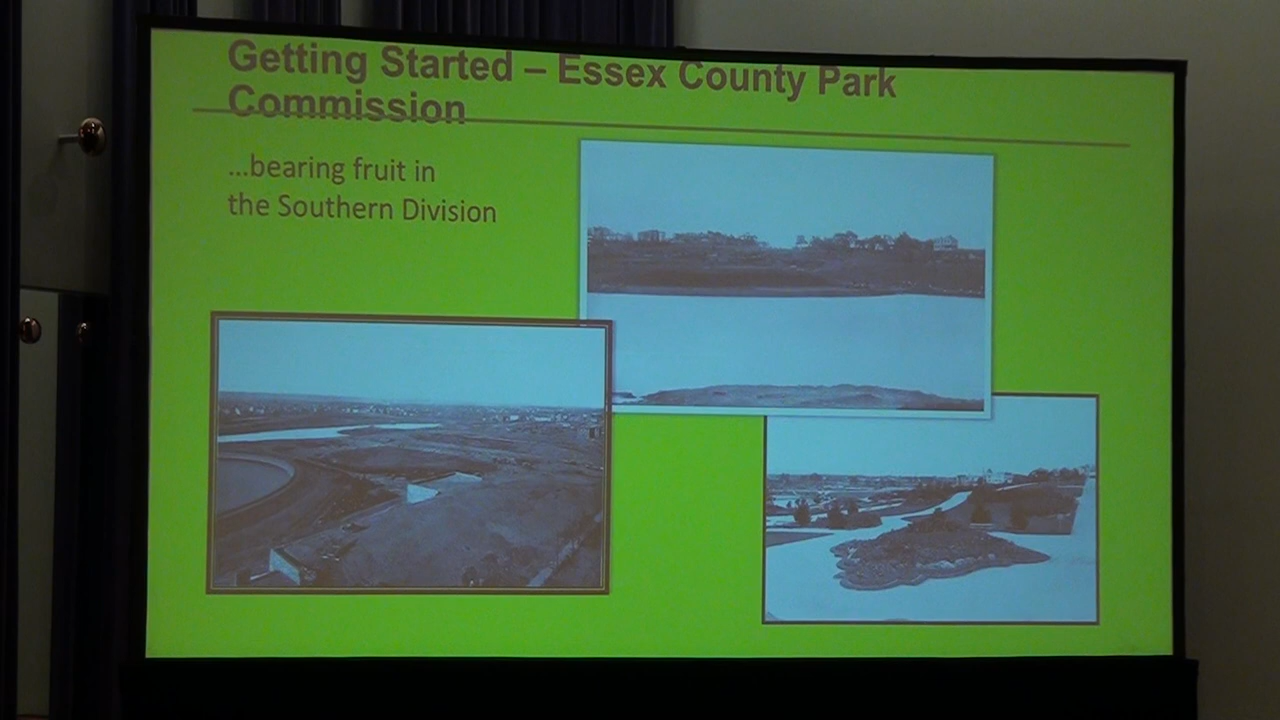 Getting Started – Essex County Park
Commission
...bearing fruit in
the Southern Division